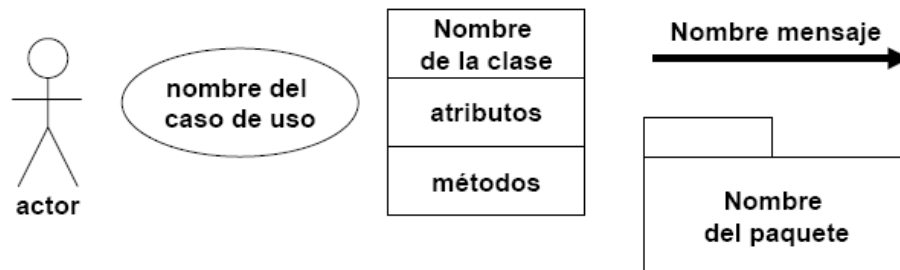 actor
nombre del
caso de uso
Nombre
de la clase
atributos
métodos
Nombre mensaje
Nombre
del paquete